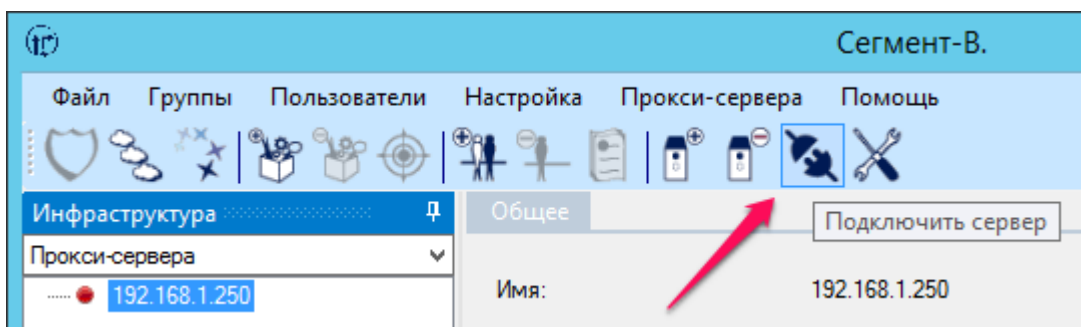 Сегмент-В.
Файл Группы Пользователи Настройка Прокси-сервера Помощь
Инфраструктура
Общее
Подключить сервер
Прокси-сервера
192.168.1.250
Имя: 192.168.1.250